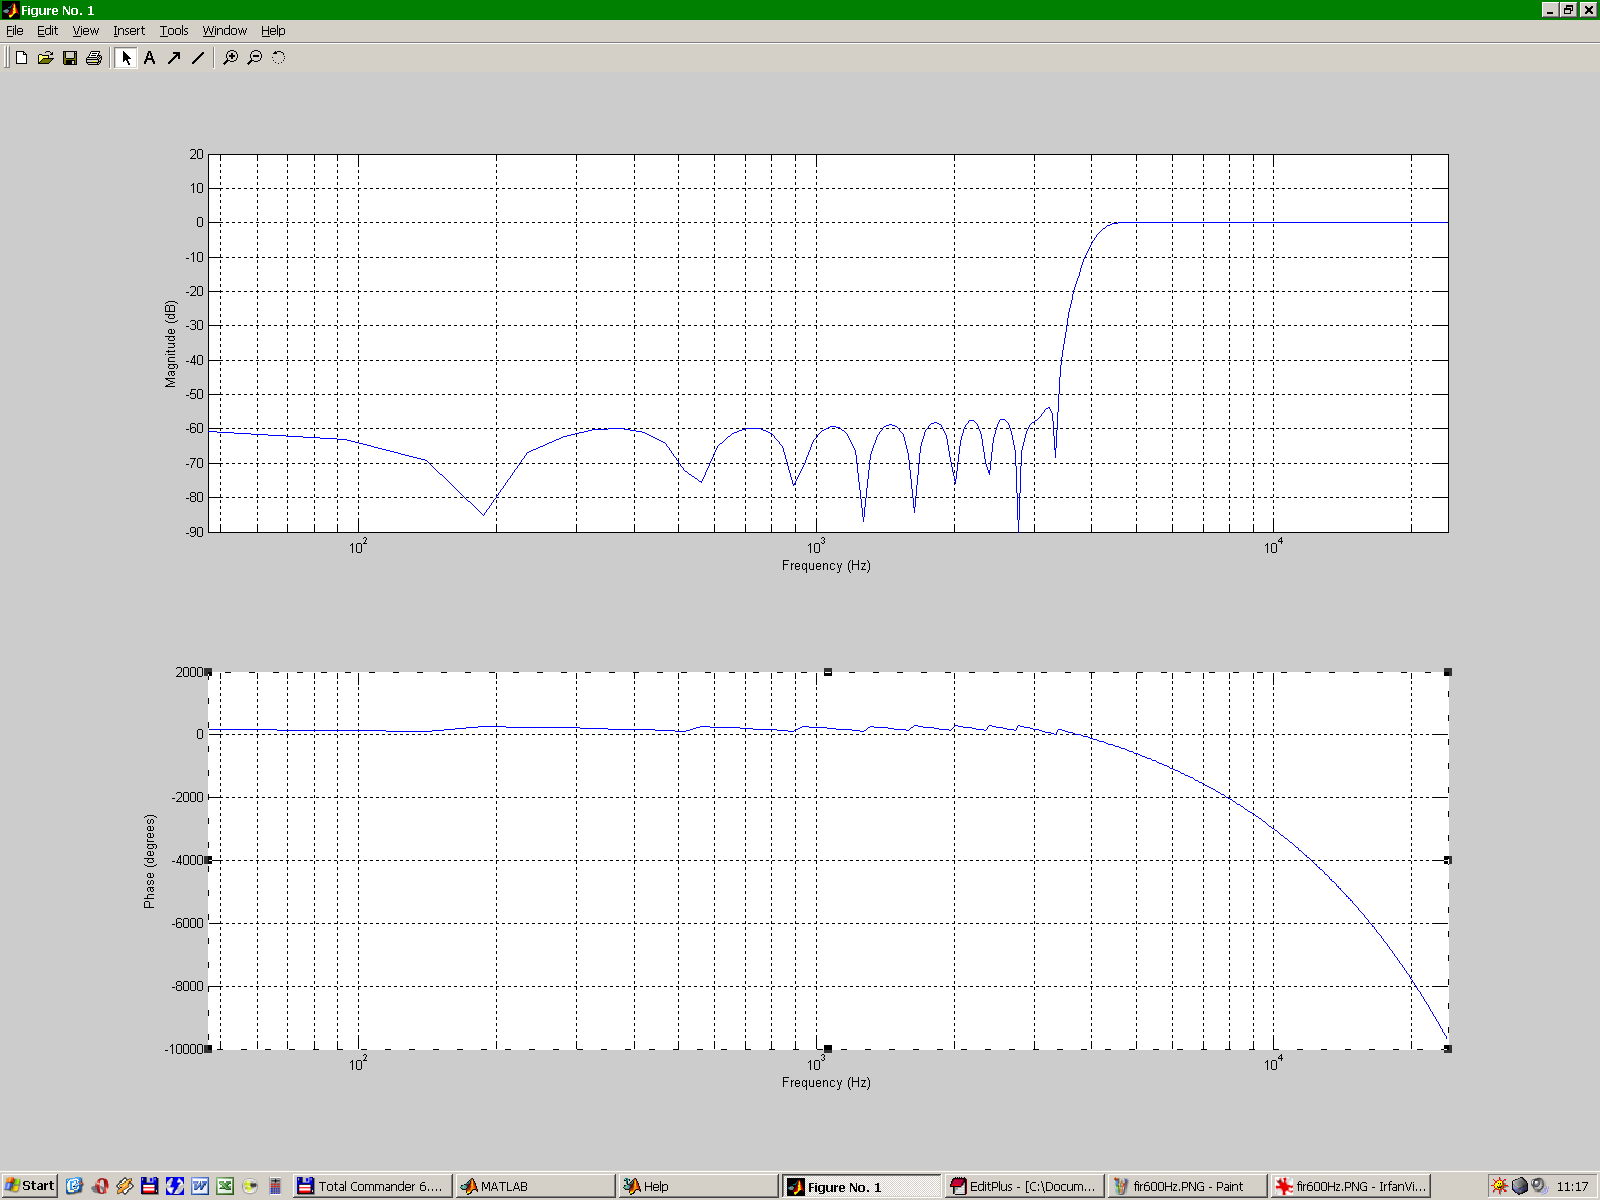 Figure No. 1
File Edit View Insert Tools Window Help
A
20
10
0
-10
-20
-30
-40
-50
-60
-70
-80
-90
Magnitude (dB)
10^2 10^3 10^4
Frequency (Hz)
2000
0
-2000
-4000
-6000
-8000
-10000
Phase (degrees)
10^2 10^3 10^4
Frequency (Hz)
Start Total Commander 6.... MATLAB Help Figure No. 1 EditPlus - [C:\Docum... fir600Hz.PNG - Paint fir600Hz.PNG - IrfanVi... 11:17